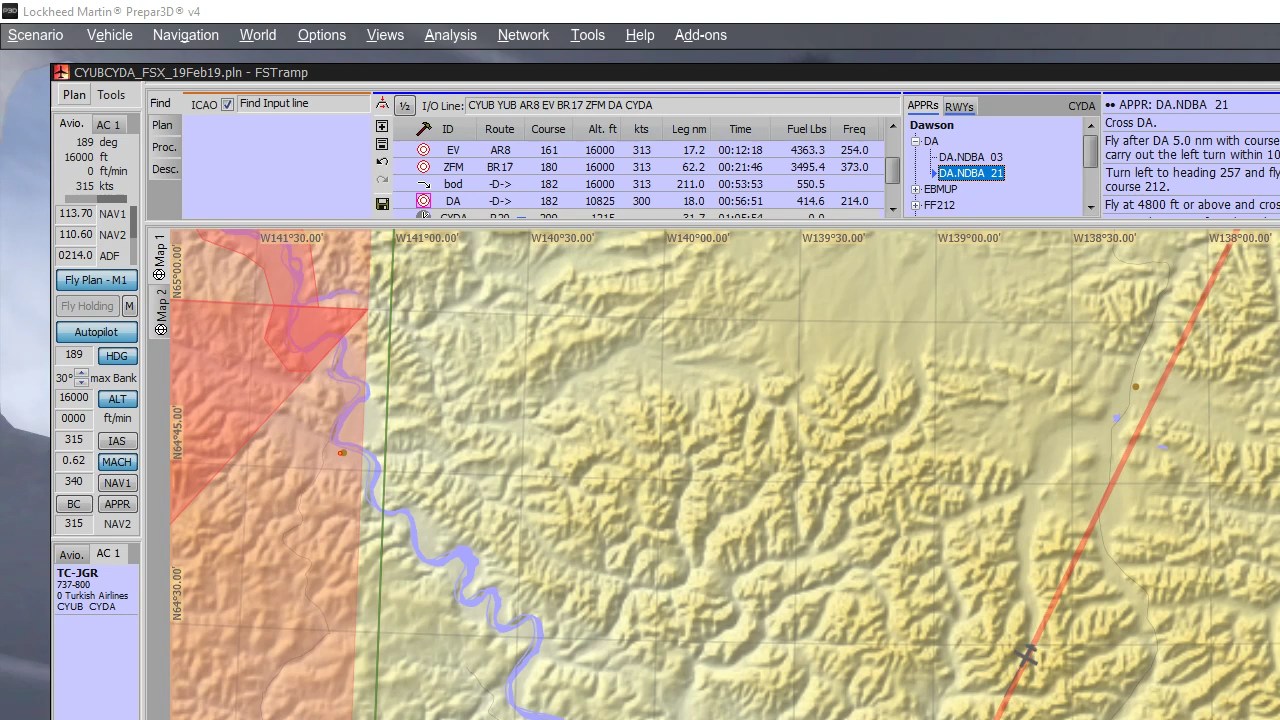 Lockheed Martin® Prepar3D® v4
Scenario Vehicle Navigation World Options Views Analysis Network Tools Help Add-ons
CYUBCYDA_FSX_19Feb19.pln - FSTramp
Plan Tools
Find ICAO Find Input line
Plan
Proc.
Desc.
½ I/O Line: CYUB YUB AR8 EV BR17 ZFM DA CYDA
ID Route Course Alt. ft kts Leg nm Time Fuel Lbs Freq
EV AR8 161 16000 313 17.2 00:12:18 4363.3 254.0
ZFM BR17 180 16000 313 62.2 00:21:46 3495.4 373.0
bod -D-> 182 16000 313 211.0 00:53:53 550.5
DA -D-> 182 10825 300 18.0 00:56:51 414.6 214.0
APPRs RWYs CYDA
Dawson
DA
DA.NDBA 03
DA.NDBA 21
EBMUP
FF212
•• APPR: DA.NDBA 21
Cross DA.
Fly after DA 5.0 nm with course
carry out the left turn within 10
Turn left to heading 257 and fly
course 212.
Fly at 4800 ft or above and cros
Avio. AC 1
189 deg
16000 ft
0 ft/min
315 kts
113.70 NAV1
110.60 NAV2
0214.0 ADF
Fly Plan - M1
Fly Holding M
Autopilot
189 HDG
30° max Bank
16000 ALT
0000 ft/min
315 IAS
0.62 MACH
340 NAV1
BC APPR
315 NAV2
Avio. AC 1
TC-JGR
737-800
0 Turkish Airlines
CYUB CYDA
Map 1
Map 2
W141°30.00' W141°00.00' W140°30.00' W140°00.00' W139°30.00' W139°00.00' W138°30.00' W138°00.00'
N65°00.00'
N64°45.00'
N64°30.00'